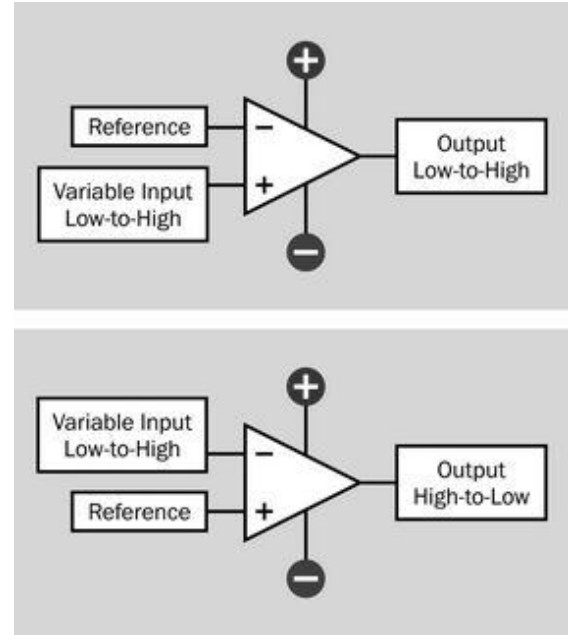 +
Reference
−
Output
Low-to-High
Variable Input
Low-to-High
+
−
+
Variable Input
Low-to-High
−
Output
High-to-Low
Reference
+
−